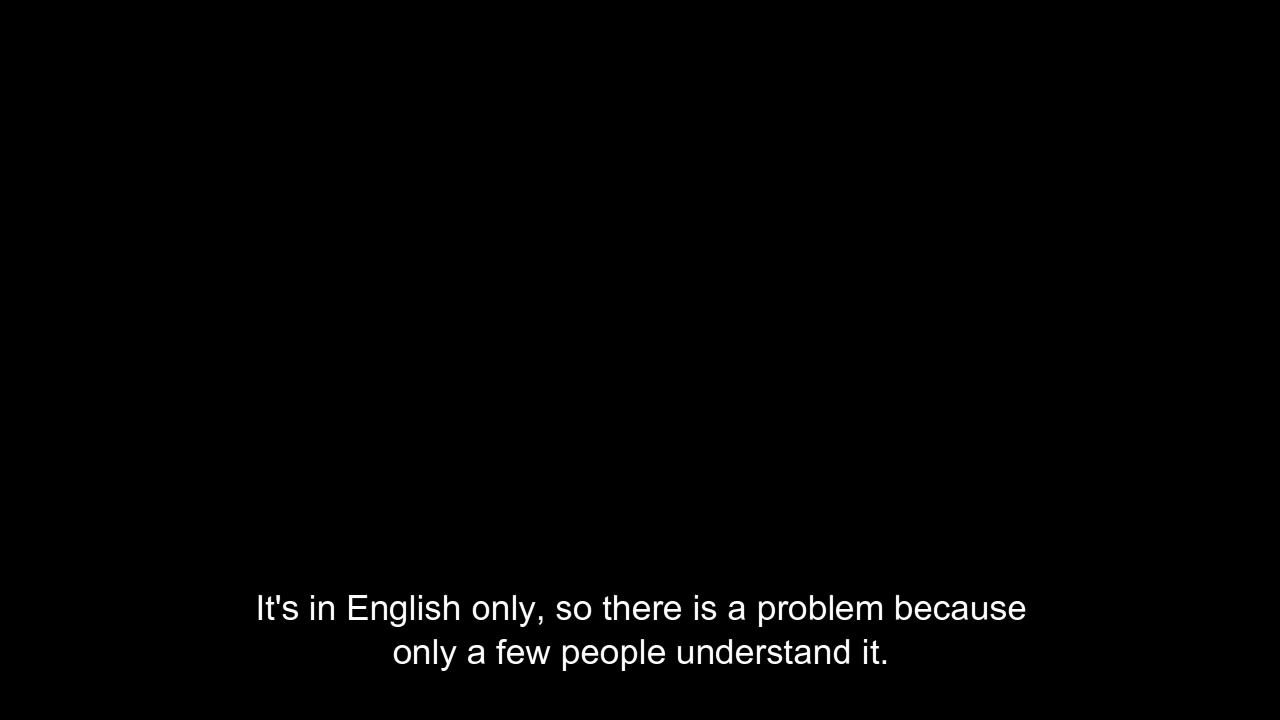 It's in English only, so there is a problem because
only a few people understand it.